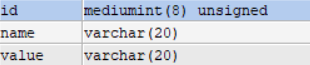 id mediumint(8) unsigned
name varchar(20)
value varchar(20)